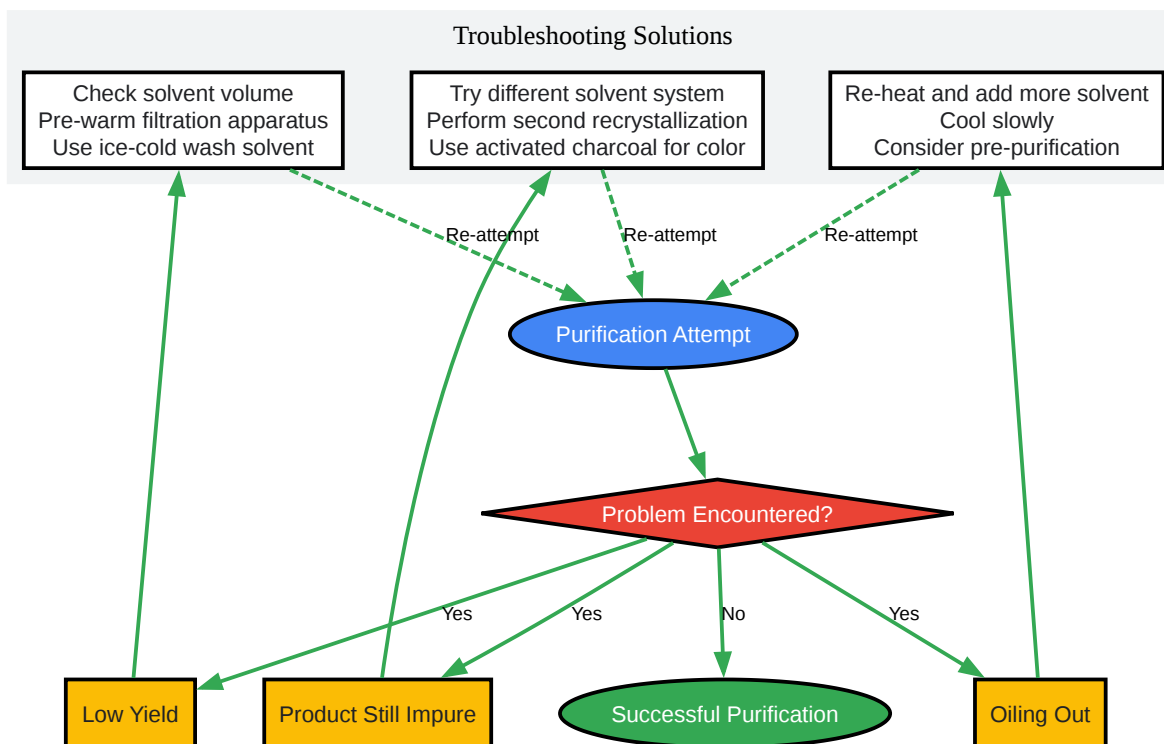 Troubleshooting Solutions
Check solvent volume
Pre-warm filtration apparatus
Use ice-cold wash solvent
Try different solvent system
Perform second recrystallization
Use activated charcoal for color
Re-heat and add more solvent
Cool slowly
Consider pre-purification
Re-attempt
Re-attempt
Re-attempt
Purification Attempt
Problem Encountered?
Yes
Yes
No
Yes
Low Yield
Product Still Impure
Successful Purification
Oiling Out